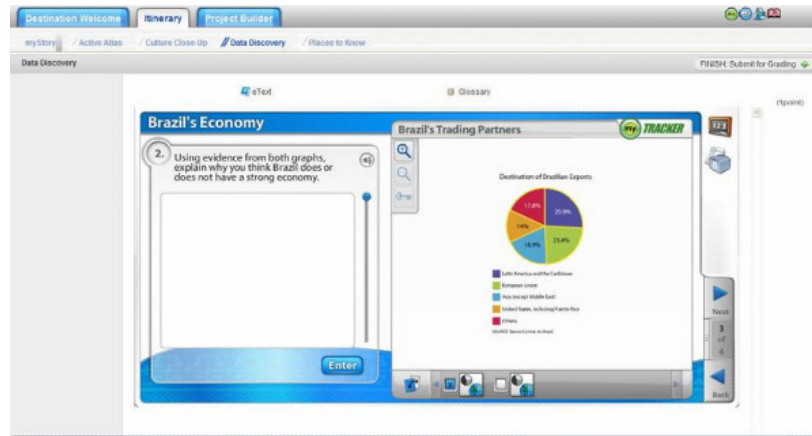 Destination Welcome
Itinerary
Project Builder
myStory / Active Atlas / Culture Close-Up // Data Discovery / Places to Know
Data Discovery
FINISH: Submit for Grading
eText
Glossary
(1point)
Brazil's Economy
2.
Using evidence from both graphs,
explain why you think Brazil does or
does not have a strong economy.
Enter
Brazil's Trading Partners
my TRACKER
123
Destination of Brazilian Exports
17.8%
25.9%
14%
18.9%
23.4%
Latin America and the Caribbean
European Union
Asia (except Middle East)
United States, including Puerto Rico
Others
Next
3
of
4
Back